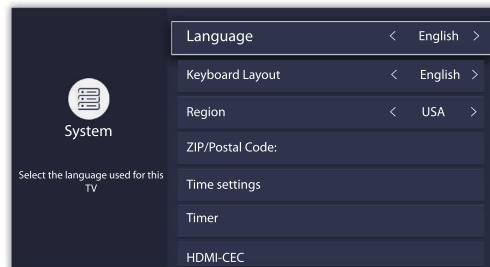 System
Select the language used for this
TV
Language < English >
Keyboard Layout < English >
Region < USA >
ZIP/Postal Code:
Time settings
Timer
HDMI-CEC